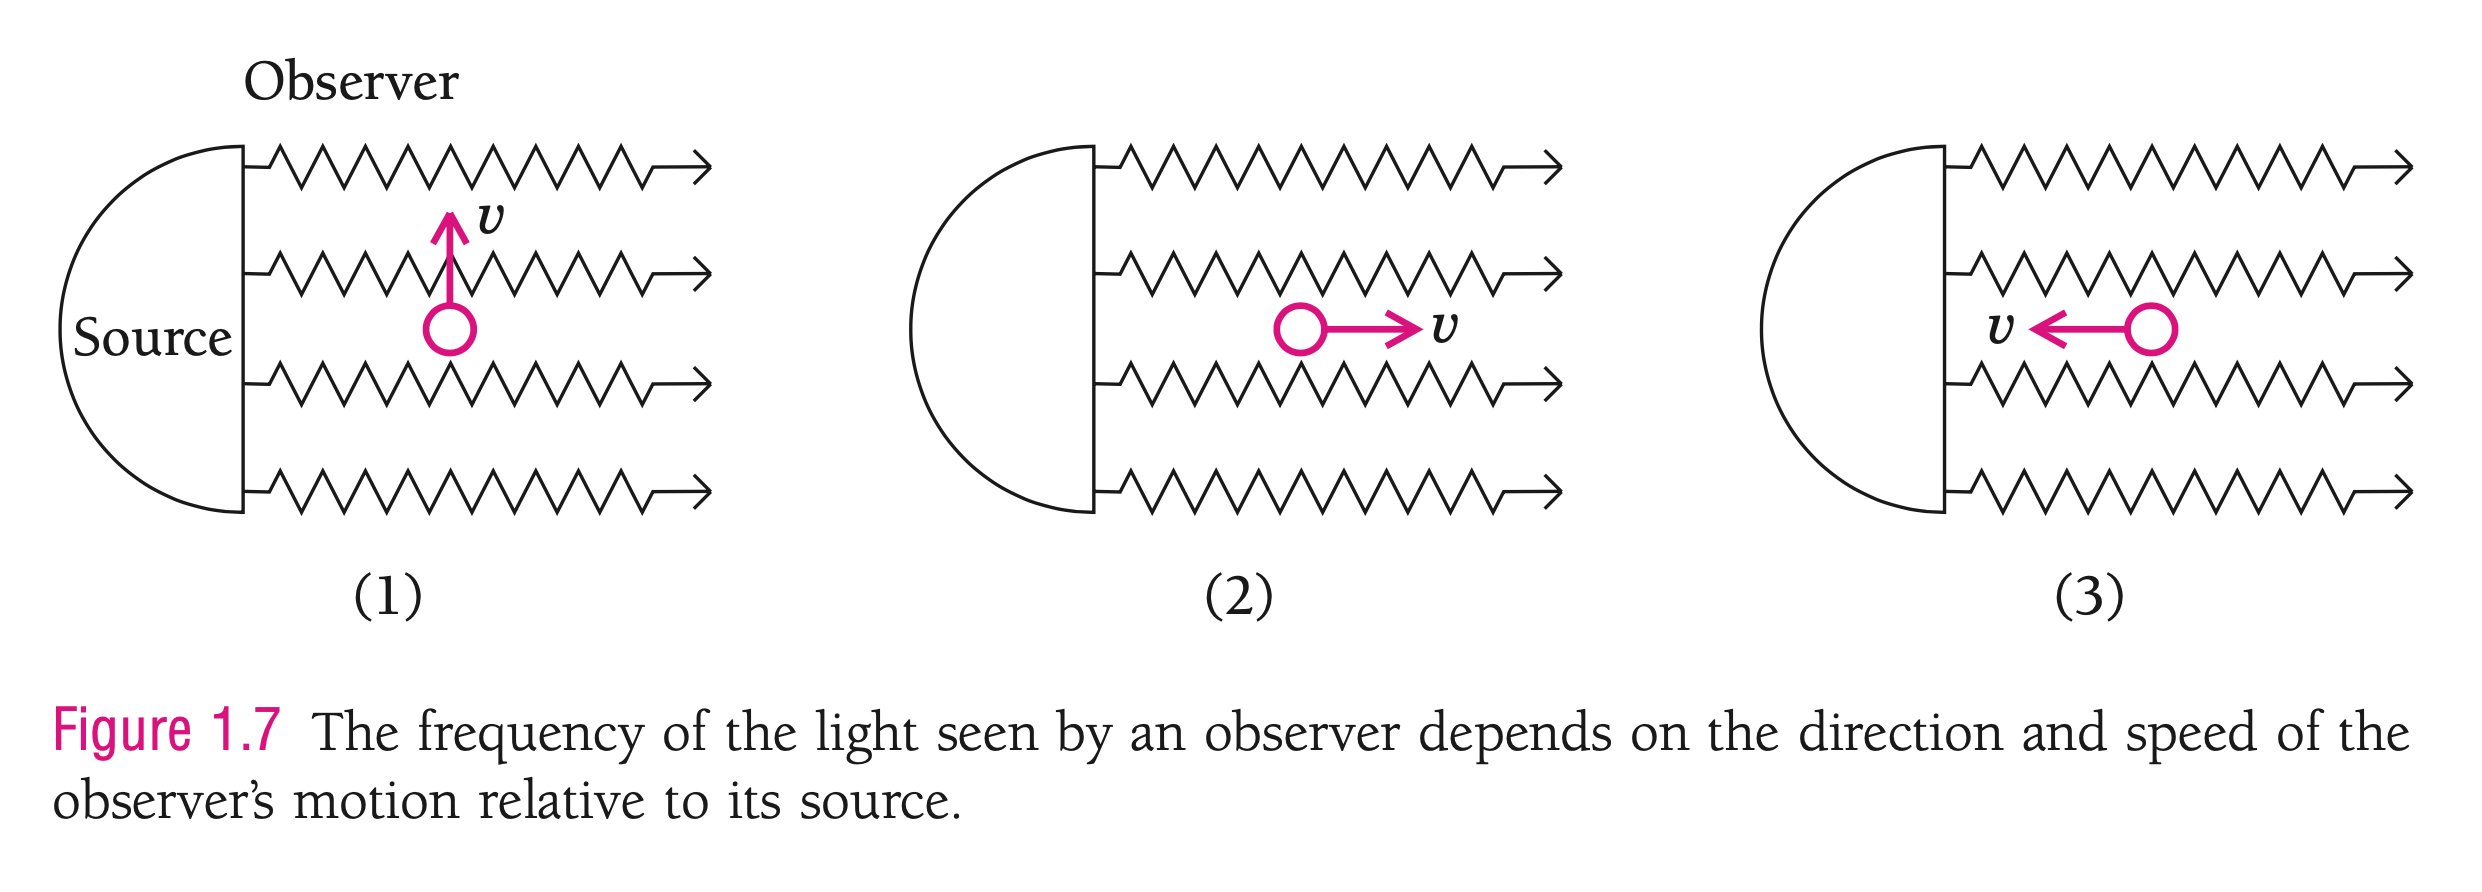 Observer
v
Source
v
v
(1)
(2)
(3)
Figure 1.7 The frequency of the light seen by an observer depends on the direction and speed of the
observer’s motion relative to its source.